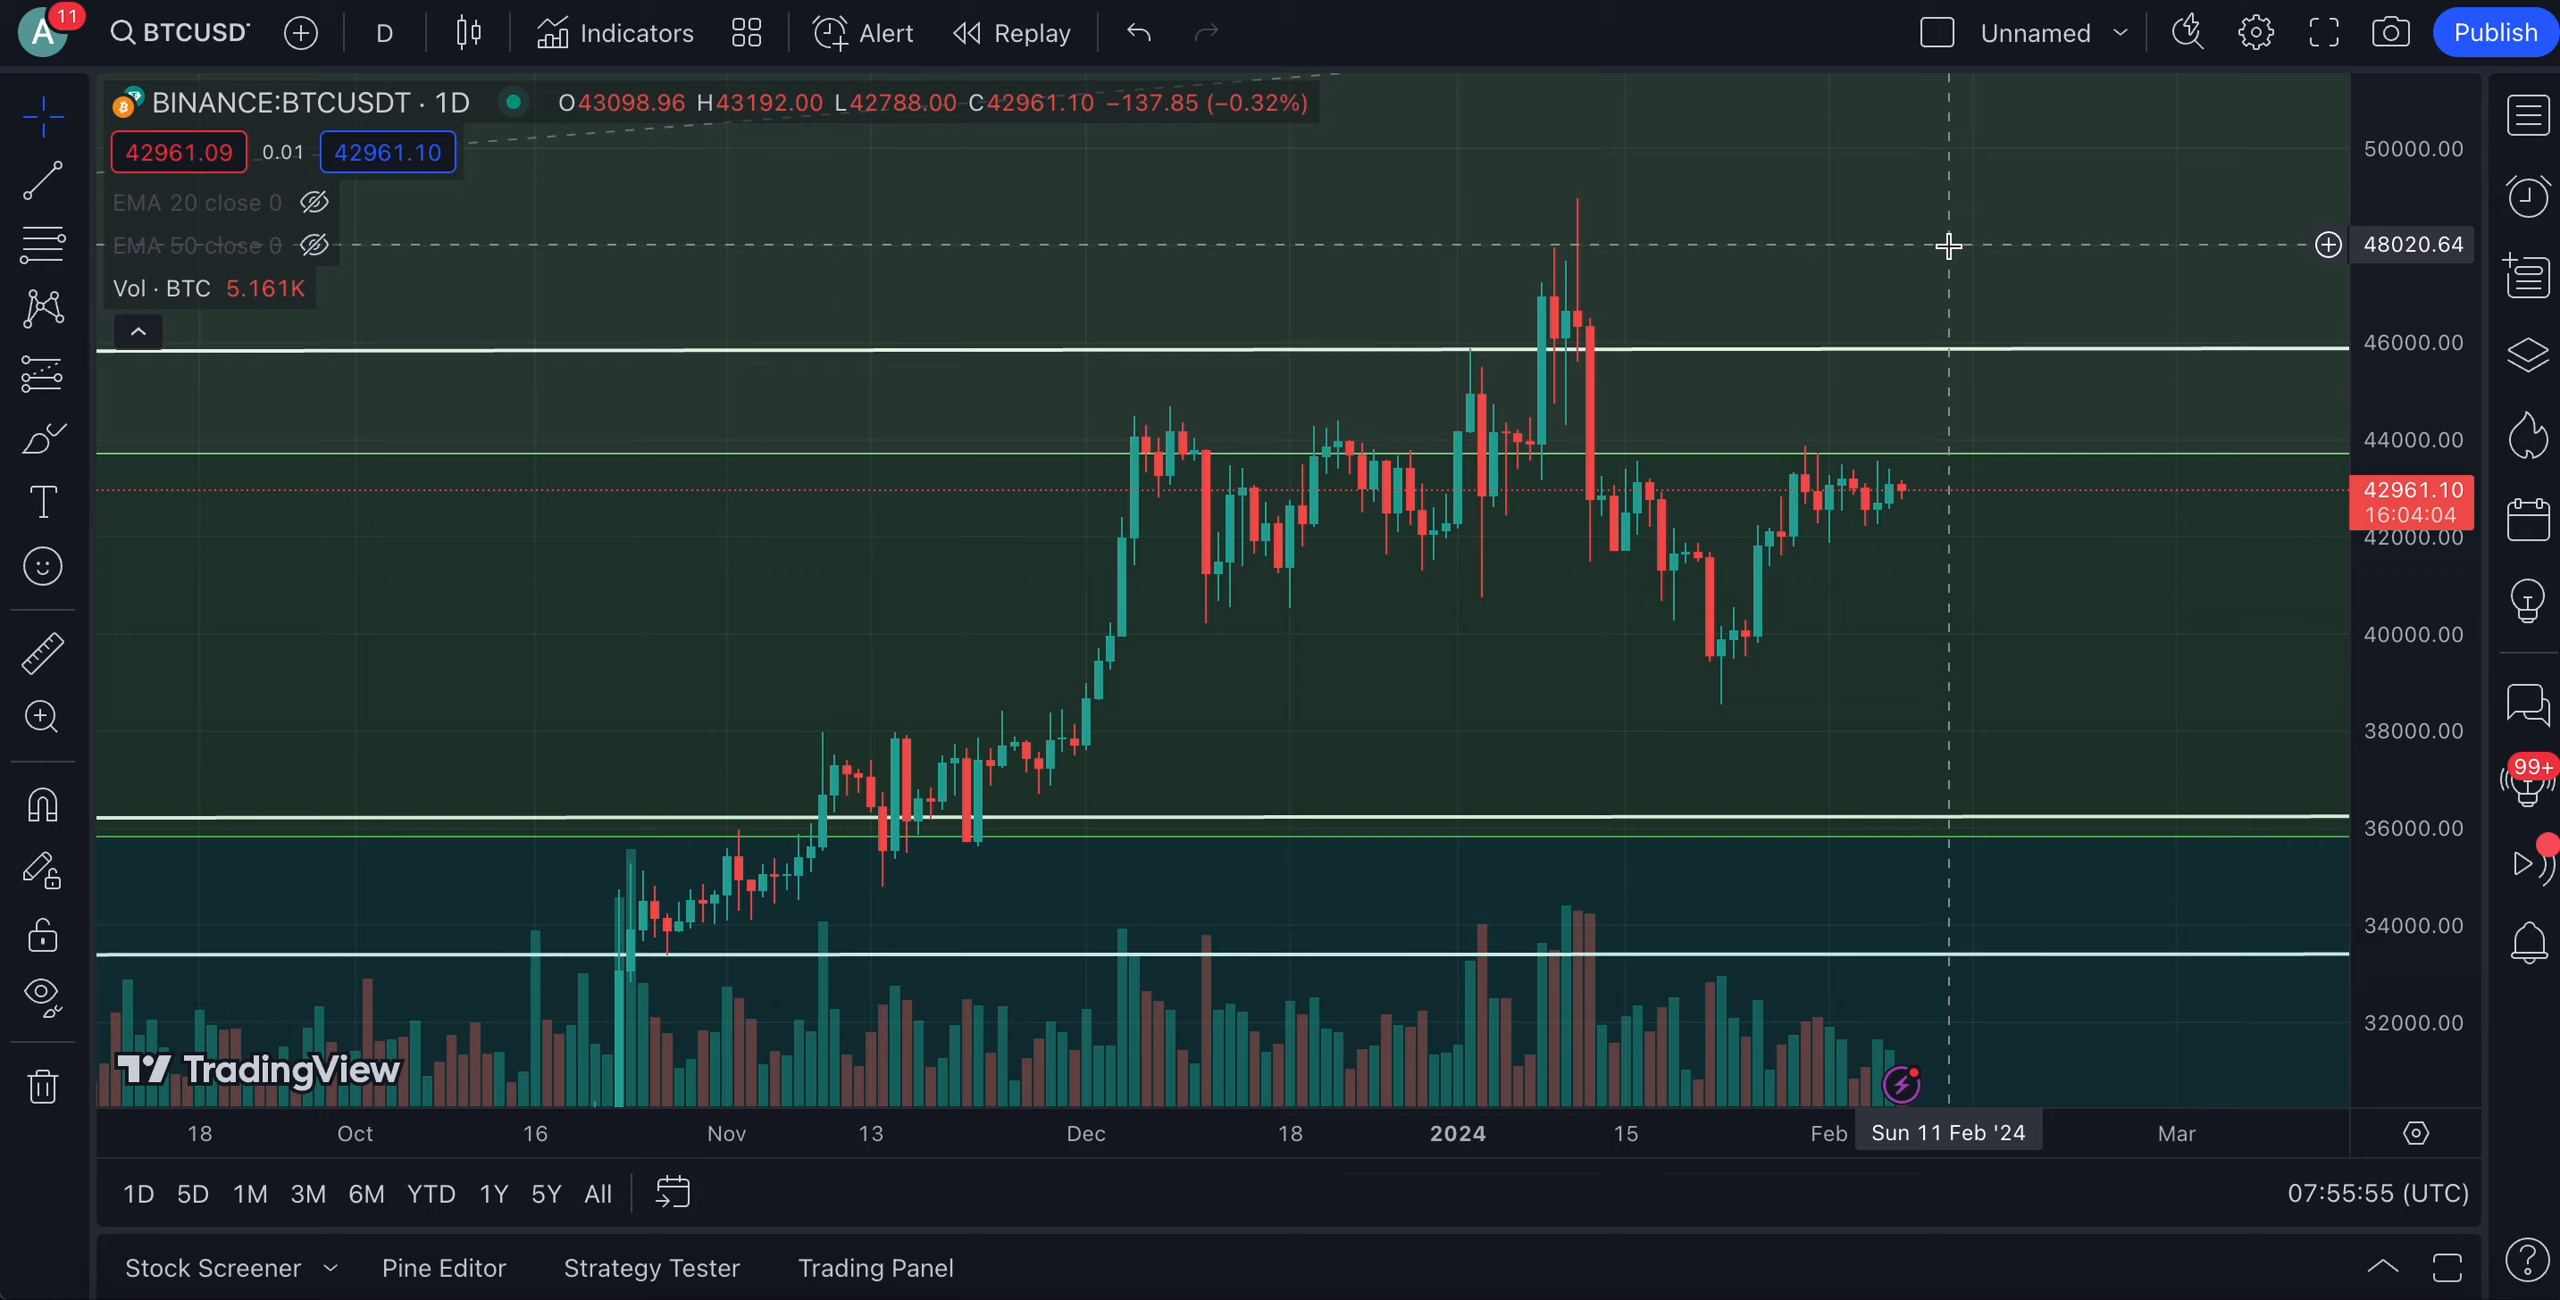 A 11 BTCUSDT D Indicators Alert Replay Unnamed Publish
BINANCE:BTCUSDT · 1D O43098.96 H43192.00 L42788.00 C42961.10 −137.85 (−0.32%)
42961.09 0.01 42961.10
EMA 20 close 0
EMA 50 close 0
Vol · BTC 5.161K
50000.00
48020.64
46000.00
44000.00
42961.10
16:04:04
42000.00
40000.00
38000.00
99+
36000.00
34000.00
32000.00
TradingView
18 Oct 16 Nov 13 Dec 18 2024 15 Feb Sun 11 Feb '24 Mar
1D 5D 1M 3M 6M YTD 1Y 5Y All 07:55:55 (UTC)
Stock Screener Pine Editor Strategy Tester Trading Panel